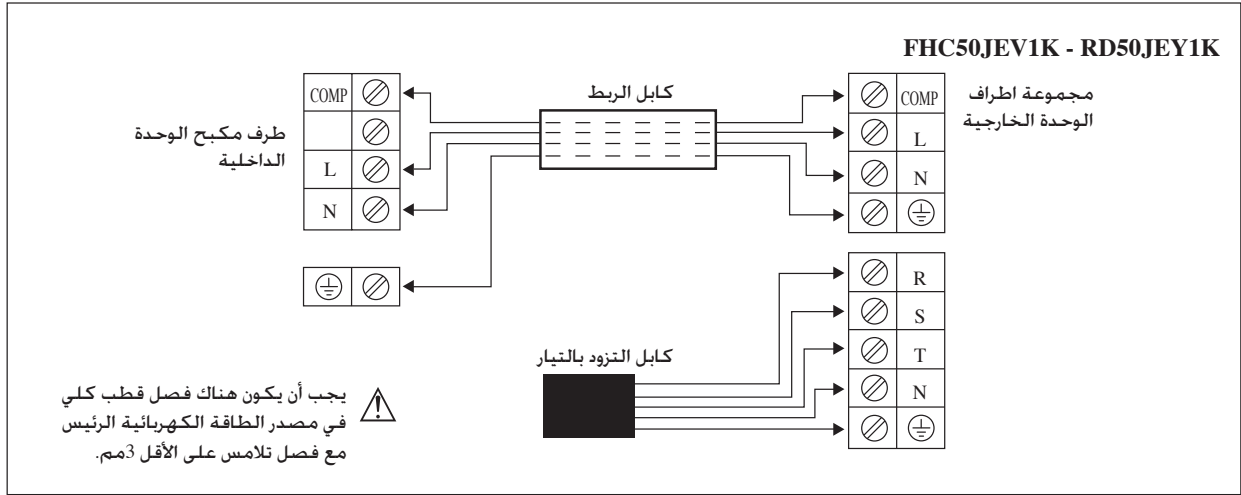 FHC50JEV1K - RD50JEY1K
مجموعة اطراف
الوحدة الخارجية
كابل الربط
طرف مكبح الوحدة
الداخلية
COMP
L
N
COMP
L
N
R
S
T
N
كابل التزود بالتيار
يجب أن يكون هناك فصل قطب كلي
في مصدر الطاقة الكهربائية الرئيس
مع فصل تلامس على الأقل 3مم.